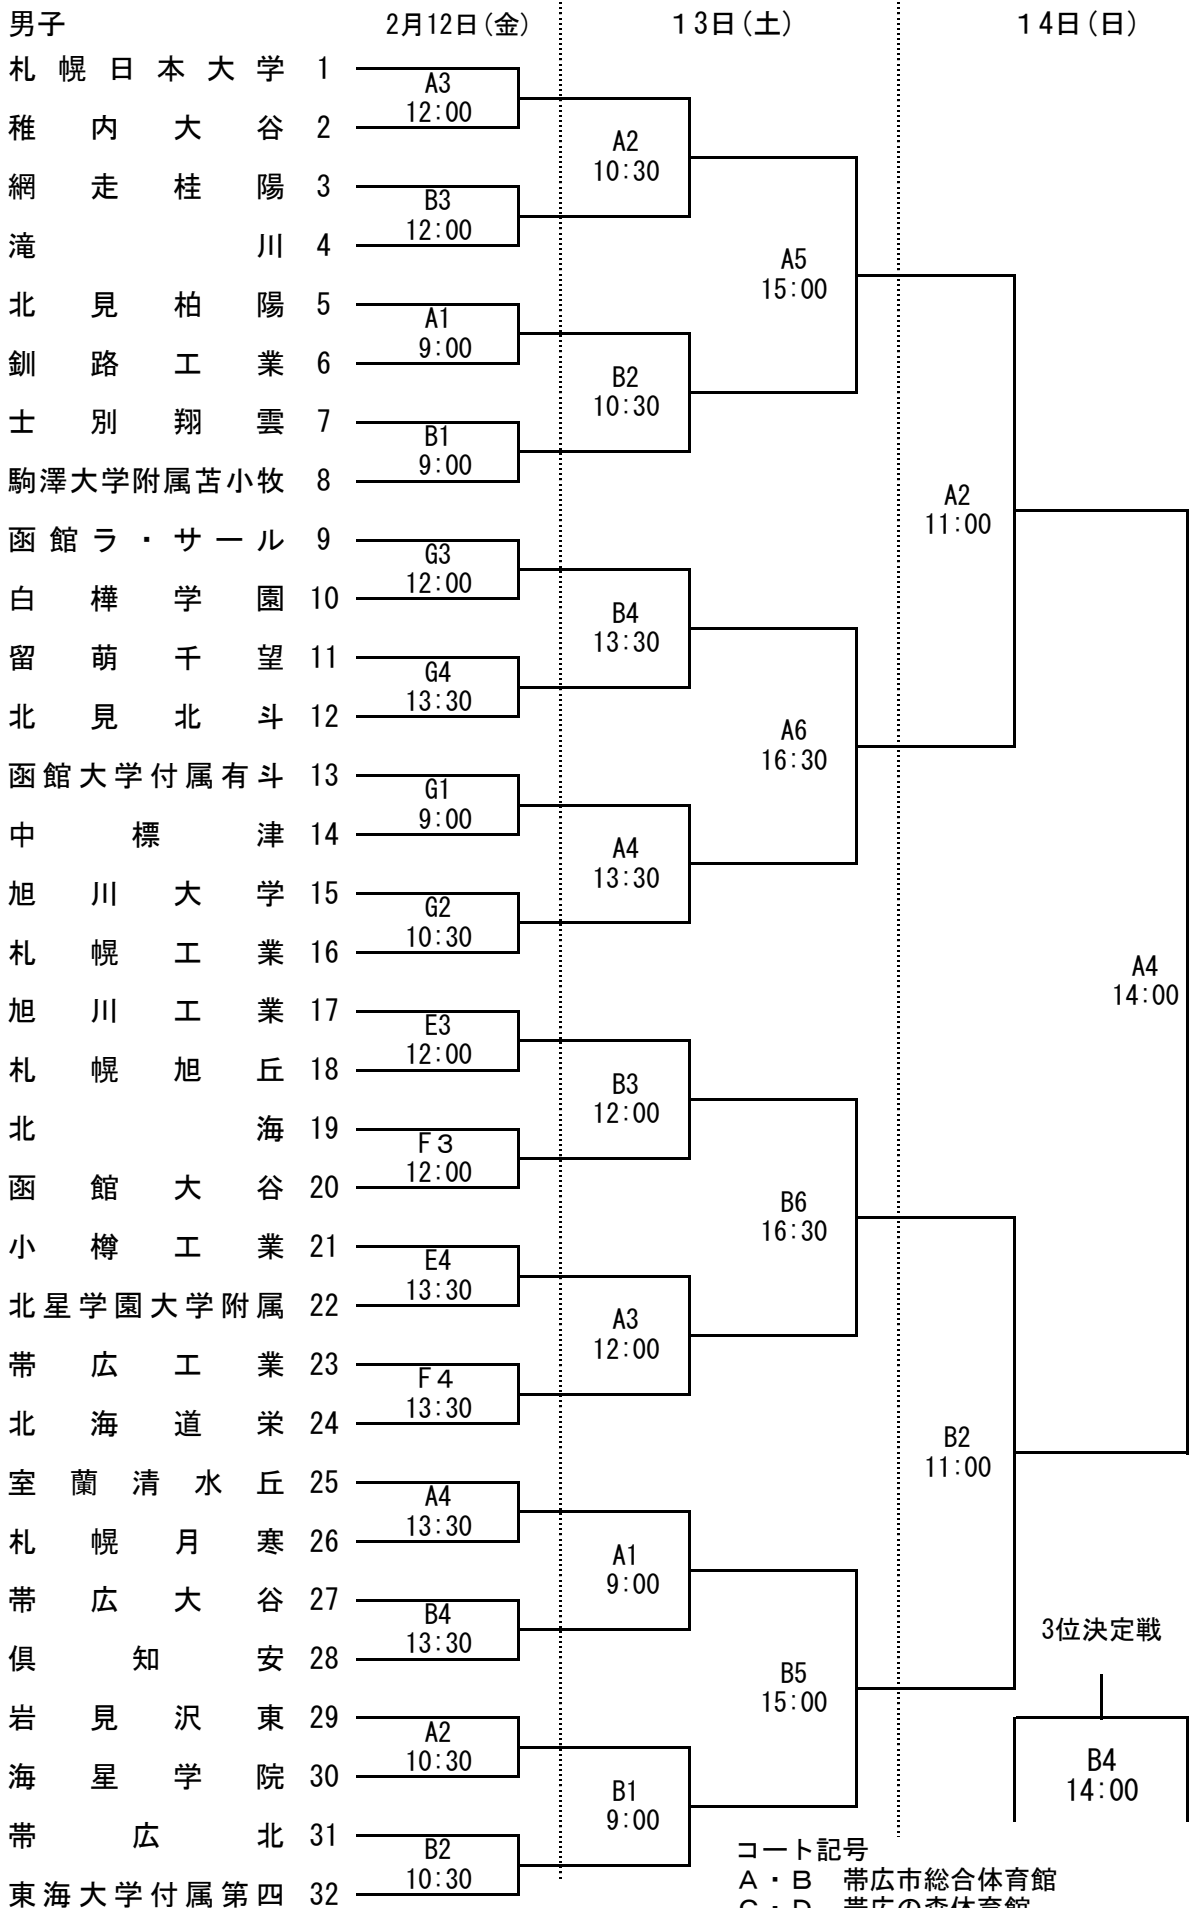 男子 2月12日(金) 13日(土) 14日(日)
札幌日本大学 1
A3
12:00
稚内大谷 2
A2
10:30
網走桂陽 3
B3
12:00
滝川 4
A5
15:00
北見柏陽 5
A1
9:00
釧路工業 6
B2
10:30
士別翔雲 7
B1
9:00
駒澤大学附属苫小牧 8
A2
11:00
函館ラ・サール 9
G3
12:00
白樺学園 10
B4
13:30
留萌千望 11
G4
13:30
北見北斗 12
A6
16:30
函館大学付属有斗 13
G1
9:00
中標津 14
A4
13:30
旭川大学 15
G2
10:30
札幌工業 16
A4
14:00
旭川工業 17
E3
12:00
札幌旭丘 18
B3
12:00
北海 19
F3
12:00
函館大谷 20
B6
16:30
小樽工業 21
E4
13:30
北星学園大学附属 22
A3
12:00
帯広工業 23
F4
13:30
北海道栄 24
B2
11:00
室蘭清水丘 25
A4
13:30
札幌月寒 26
A1
9:00
帯広大谷 27
B4
13:30
倶知安 28
3位決定戦
B5
15:00
岩見沢東 29
A2
10:30
海星学院 30
B4
14:00
B1
9:00
帯広北 31
B2
10:30
東海大学付属第四 32
コート記号
A・B 帯広市総合体育館
C・D 帯広の森体育館